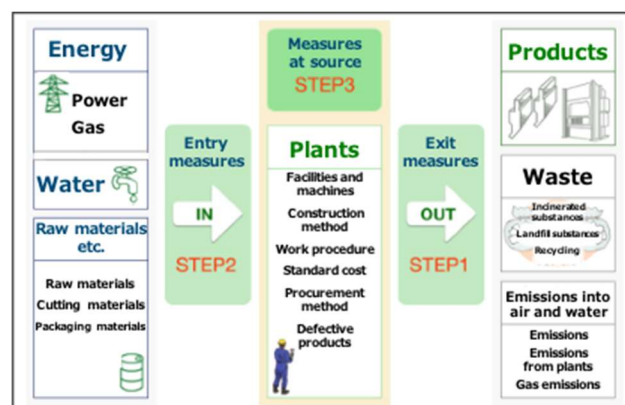 Energy
Power
Gas
Water
Raw materials
etc.
Raw materials
Cutting materials
Packaging materials
Entry
measures
IN
STEP2
Measures
at source
STEP3
Plants
Facilities and
machines
Construction
method
Work procedure
Standard cost
Procurement
method
Defective
products
Exit
measures
OUT
STEP1
Products
Waste
Incinerated
substances
Landfill substances
Recycling
Emissions into
air and water
Emissions
Emissions
from plants
Gas emissions